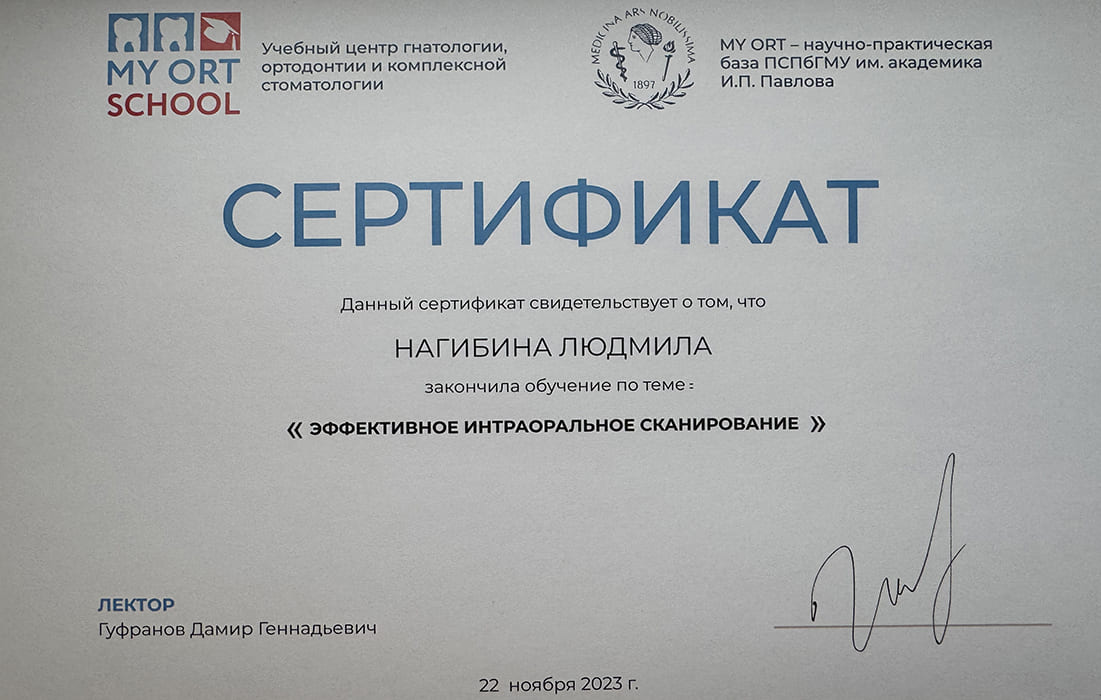 MY ORT
SCHOOL
Учебный центр гнатологии,
ортодонтии и комплексной
стоматологии
MEDICINA ARS NOBILISSIMA
1897
MY ORT – научно-практическая
база ПСПбГМУ им. академика
И.П. Павлова
СЕРТИФИКАТ
Данный сертификат свидетельствует о том, что
НАГИБИНА ЛЮДМИЛА
закончила обучение по теме :
« ЭФФЕКТИВНОЕ ИНТРАОРАЛЬНОЕ СКАНИРОВАНИЕ »
ЛЕКТОР
Гуфранов Дамир Геннадьевич
22 ноября 2023 г.